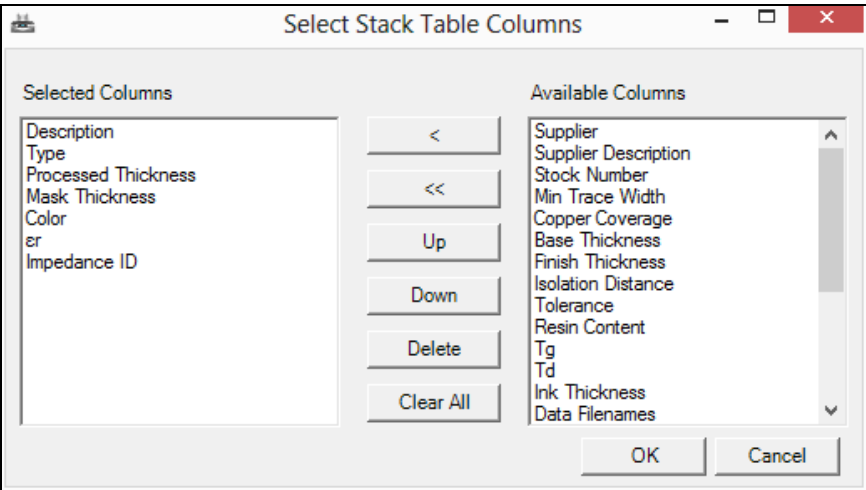 Select Stack Table Columns
Selected Columns
Description
Type
Processed Thickness
Mask Thickness
Color
εr
Impedance ID
<
<<
Up
Down
Delete
Clear All
Available Columns
Supplier
Supplier Description
Stock Number
Min Trace Width
Copper Coverage
Base Thickness
Finish Thickness
Isolation Distance
Tolerance
Resin Content
Tg
Td
Ink Thickness
Data Filenames
OK
Cancel